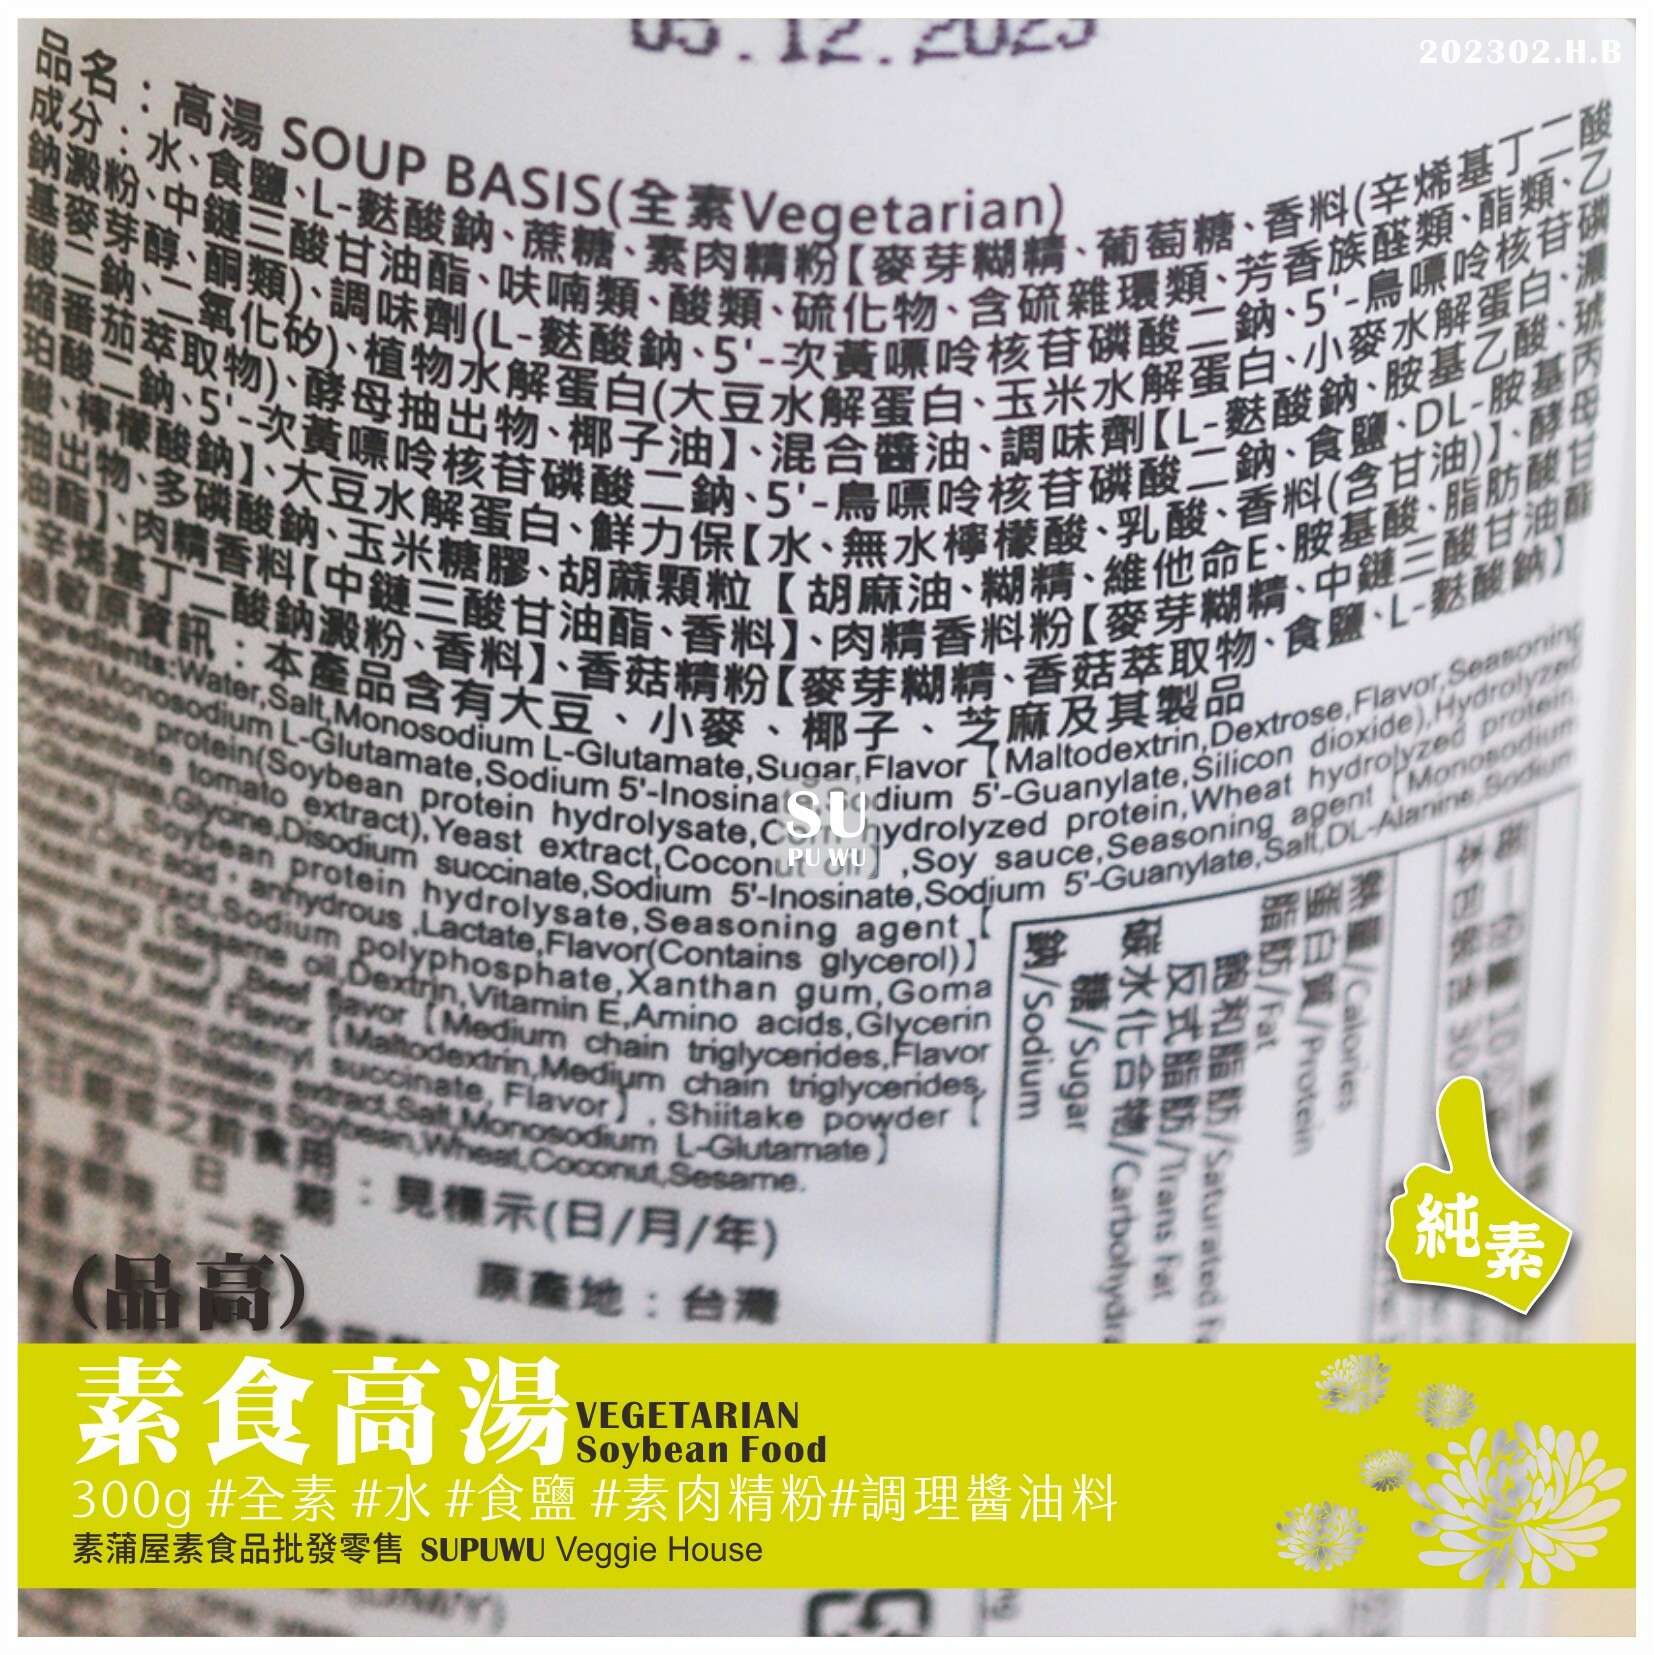 05.12.2023
202302.H.B
品名：高湯 SOUP BASIS(全素Vegetarian)
成分：水、食鹽、L-麩酸鈉、蔗糖、素肉精粉【麥芽糊精、葡萄糖、香料(辛烯基丁二酸
鈉澱粉、中鏈三酸甘油酯、呋喃類、酸類、硫化物、含硫雜環類、芳香族醛類、酯類、乙
基麥芽醇、酮類)、調味劑(L-麩酸鈉、5'-次黃嘌呤核苷磷酸二鈉、5'-鳥嘌呤核苷磷
酸二鈉、二氧化矽)、植物水解蛋白(大豆水解蛋白、玉米水解蛋白、小麥水解蛋白、濃
縮番茄萃取物)、酵母抽出物、椰子油】、混合醬油、調味劑【L-麩酸鈉、胺基乙酸、琥
珀酸二鈉、5'-次黃嘌呤核苷磷酸二鈉、5'-鳥嘌呤核苷磷酸二鈉、食鹽、DL-胺基丙
酸、檸檬酸鈉】、大豆水解蛋白、鮮力保【水、無水檸檬酸、乳酸、香料(含甘油)】、酵母
抽出物、多磷酸鈉、玉米糖膠、胡蔴顆粒【胡麻油、糊精、維他命E、胺基酸、脂肪酸甘
油酯】、肉精香料【中鏈三酸甘油酯、香料】、肉精香料粉【麥芽糊精、中鏈三酸甘油酯
、辛烯基丁二酸鈉澱粉、香料】、香菇精粉【麥芽糊精、香菇萃取物、食鹽、L-麩酸鈉】
過敏原資訊：本產品含有大豆、小麥、椰子、芝麻及其製品
Ingredients:Water,Salt,Monosodium L-Glutamate,Sugar,Flavor【Maltodextrin,Dextrose,Flavor,Seasoning
agent(Monosodium L-Glutamate,Sodium 5'-Inosinate,Sodium 5'-Guanylate,Silicon dioxide),Hydrolyzed
vegetable protein(Soybean protein hydrolysate,Corn hydrolyzed protein,Wheat hydrolyzed protein,
Concentrate tomato extract),Yeast extract,Coconut oil】,Soy sauce,Seasoning agent【Monosodium
L-Glutamate,Glycine,Disodium succinate,Sodium 5'-Inosinate,Sodium 5'-Guanylate,Salt,DL-Alanine,Sodium
Soybean protein hydrolysate,Seasoning agent【
acid, anhydrous,Lactate,Flavor(Contains glycerol)】
extract,Sodium polyphosphate,Xanthan gum,Goma
【Sesame oil,Dextrin,Vitamin E,Amino acids,Glycerin
Beef flavor【Medium chain triglycerides,Flavor
Flavor【Maltodextrin,Medium chain triglycerides,
octenyl succinate, Flavor】,Shiitake powder【
Shiitake extract,Salt,Monosodium L-Glutamate】
contains Soybean,Wheat,Coconut,Sesame.
：見標示(日/月/年)
原產地：台灣
熱量/Calories
蛋白質/Protein
脂肪/Fat
飽和脂肪/Saturated
反式脂肪/Trans Fat
碳水化合物/Carbohydra
糖/Sugar
鈉/Sodium
SU
PU WU
純素
(品高)
素食高湯
VEGETARIAN
Soybean Food
300g #全素 #水 #食鹽 #素肉精粉#調理醬油料
素蒲屋素食品批發零售 SUPUWU Veggie House